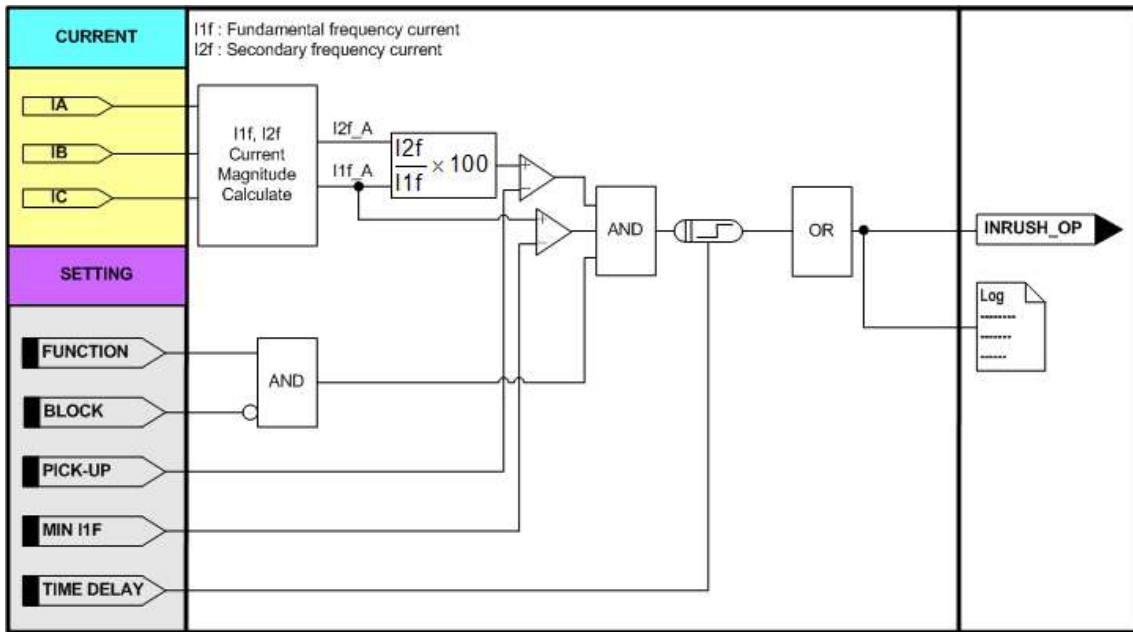 CURRENT
I1f : Fundamental frequency current
I2f : Secondary frequency current
IA
IB
IC
I1f, I2f
Current
Magnitude
Calculate
I2f_A
I1f_A
I2f
I1f
× 100
+
−
+
−
AND
OR
INRUSH_OP
Log
--------
-------
------
SETTING
FUNCTION
AND
BLOCK
PICK-UP
MIN I1F
TIME DELAY